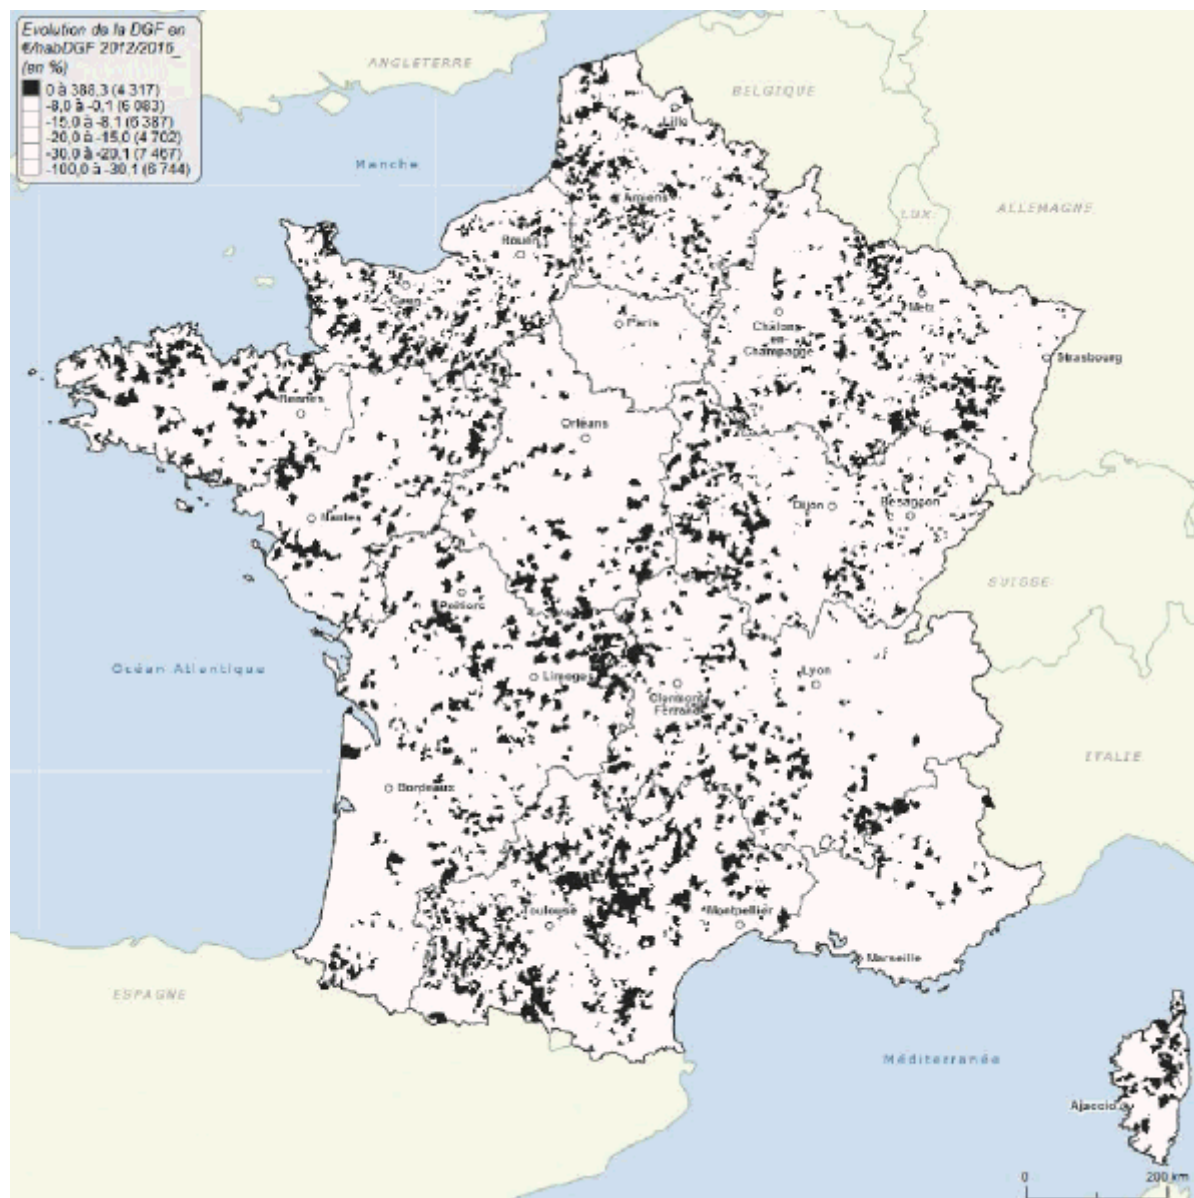 Evolution de la DGF en
€/habDGF 2012/2016_
(en %)
0 à 388,3 (4 317)
-8,0 à -0,1 (6 083)
-15,0 à -8,1 (6 387)
-20,0 à -15,0 (4 702)
-30,0 à -20,1 (7 467)
-100,0 à -30,1 (6 744)
ANGLETERRE
BELGIQUE
Lille
Manche
Amiens
LUX.
ALLEMAGNE
Rouen
Caen
Metz
Paris
Châlons
en
Champagne
Strasbourg
Rennes
Orléans
Nantes
Dijon
Besançon
SUISSE
Poitiers
Océan Atlantique
Limoges
Lyon
Clermont
Ferrand
ITALIE
Bordeaux
Toulouse
Montpellier
Marseille
ESPAGNE
Méditerranée
Ajaccio
0
200 km